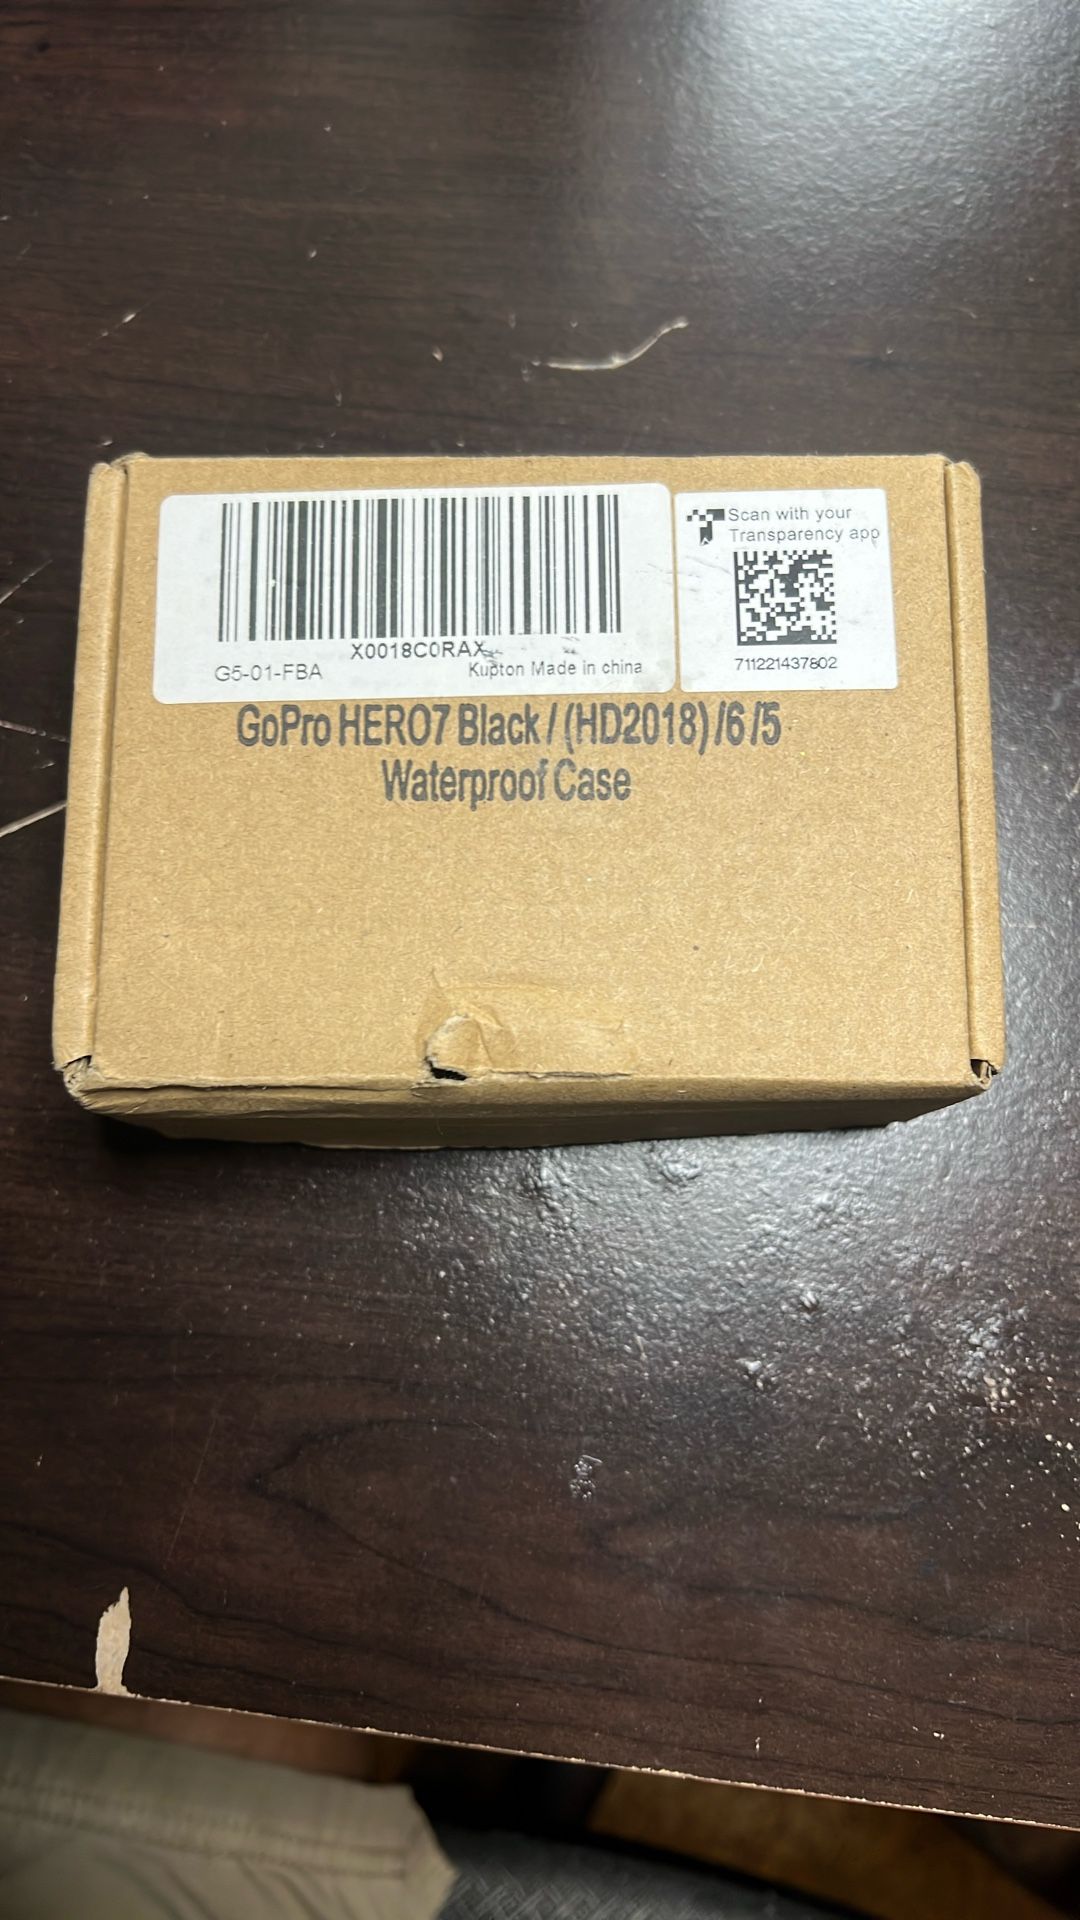 X0018C0RAX
G5-01-FBA
Kupton Made in china
Scan with your
Transparency app
711221437802
GoPro HERO7 Black / (HD2018) /6 /5
Waterproof Case